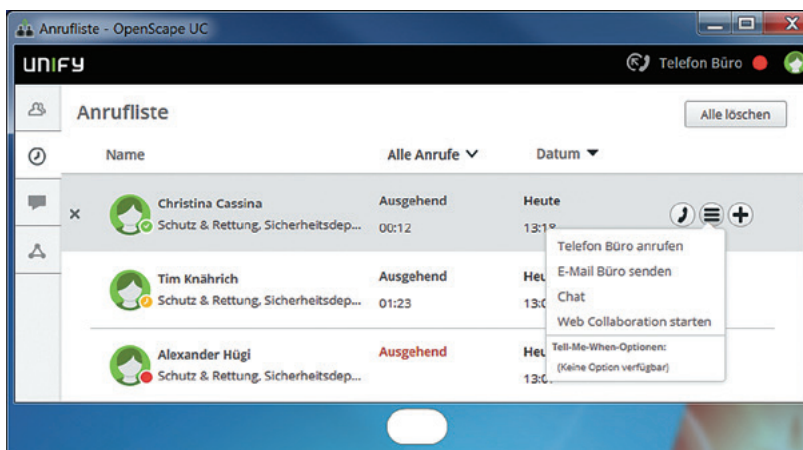 Anrufliste - OpenScape UC
UNIFY
Telefon Büro
Anrufliste
Alle löschen
Name
Alle Anrufe
Datum
Christina Cassina
Ausgehend
Heute
Schutz & Rettung, Sicherheitsdep...
00:12
13:18
Telefon Büro anrufen
E-Mail Büro senden
Chat
Web Collaboration starten
Tell-Me-When-Optionen:
(Keine Option verfügbar)
Tim Knährich
Ausgehend
Schutz & Rettung, Sicherheitsdep...
01:23
Alexander Hügi
Ausgehend
Schutz & Rettung, Sicherheitsdep...